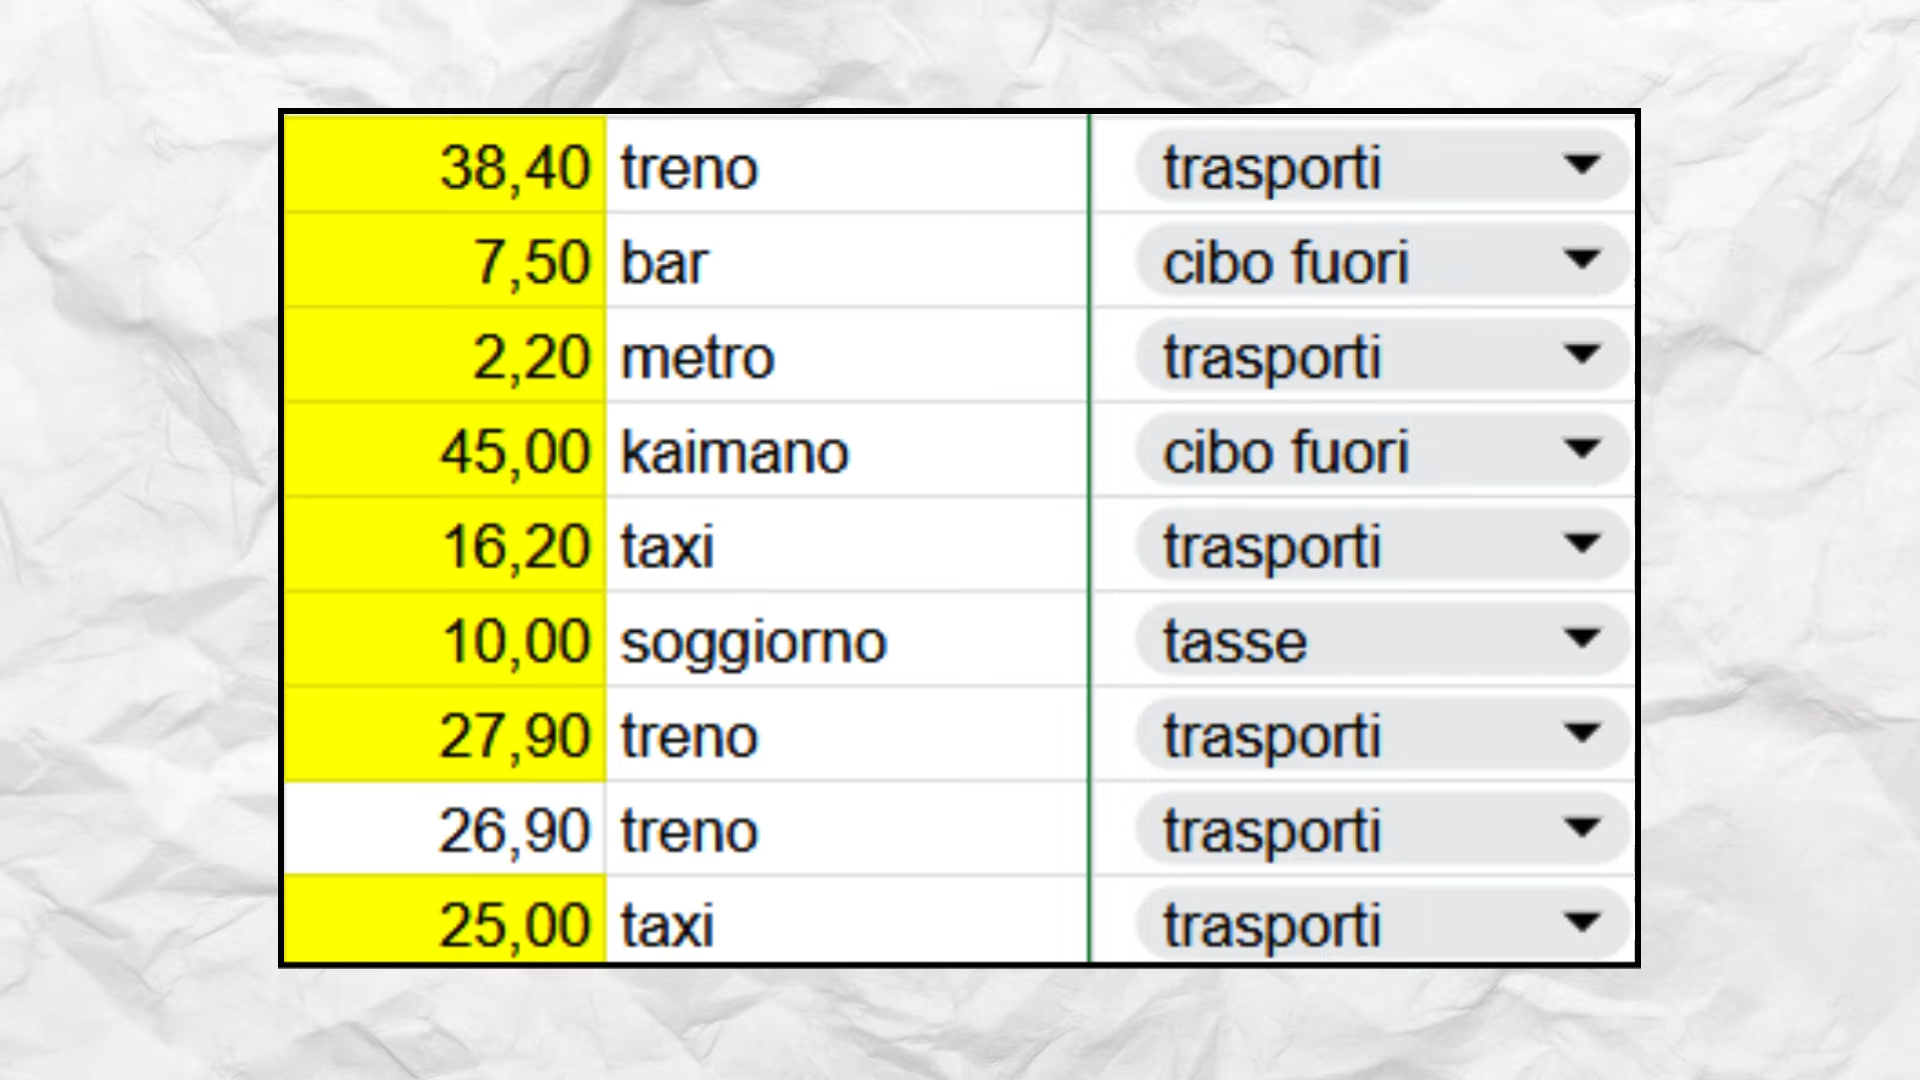 38,40 treno trasporti
7,50 bar cibo fuori
2,20 metro trasporti
45,00 kaimano cibo fuori
16,20 taxi trasporti
10,00 soggiorno tasse
27,90 treno trasporti
26,90 treno trasporti
25,00 taxi trasporti